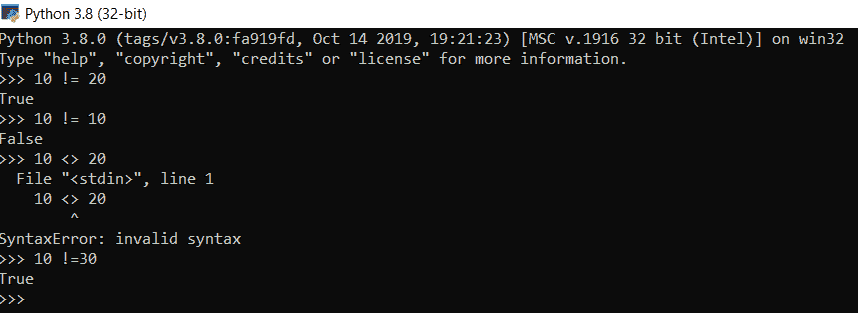 Python 3.8 (32-bit)
Python 3.8.0 (tags/v3.8.0:fa919fd, Oct 14 2019, 19:21:23) [MSC v.1916 32 bit (Intel)] on win32
Type "help", "copyright", "credits" or "license" for more information.
>>> 10 != 20
True
>>> 10 != 10
False
>>> 10 <> 20
  File "<stdin>", line 1
    10 <> 20
        ^
SyntaxError: invalid syntax
>>> 10 !=30
True
>>>